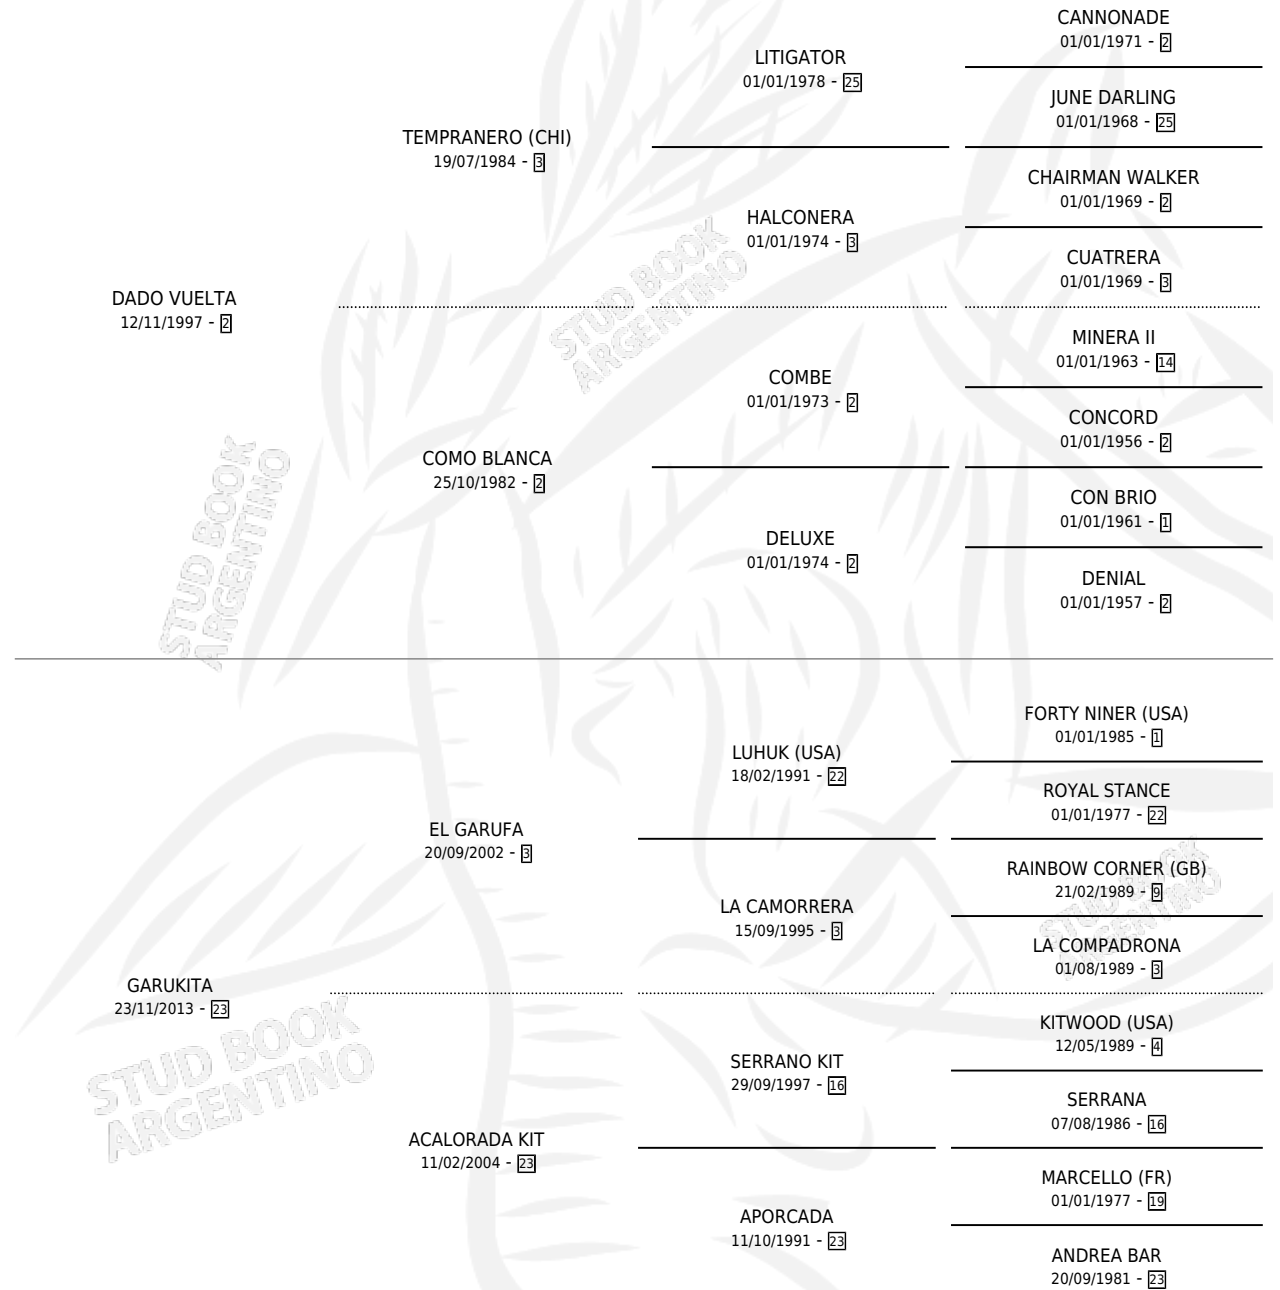 CANNONADE
01/01/1971 - 2
LITIGATOR
01/01/1978 - 25
JUNE DARLING
01/01/1968 - 25
TEMPRANERO (CHI)
19/07/1984 - 3
CHAIRMAN WALKER
01/01/1969 - 2
HALCONERA
01/01/1974 - 3
CUATRERA
01/01/1969 - 3
DADO VUELTA
12/11/1997 - 2
MINERA II
01/01/1963 - 14
COMBE
01/01/1973 - 2
CONCORD
01/01/1956 - 2
COMO BLANCA
25/10/1982 - 2
CON BRIO
01/01/1961 - 1
DELUXE
01/01/1974 - 2
DENIAL
01/01/1957 - 2
STUD BOOK
ARGENTINO
STUD BOOK
ARGENTINO
FORTY NINER (USA)
01/01/1985 - 1
LUHUK (USA)
18/02/1991 - 22
ROYAL STANCE
01/01/1977 - 22
EL GARUFA
20/09/2002 - 3
RAINBOW CORNER (GB)
21/02/1989 - 9
LA CAMORRERA
15/09/1995 - 3
LA COMPADRONA
01/08/1989 - 3
GARUKITA
23/11/2013 - 23
KITWOOD (USA)
12/05/1989 - 4
SERRANO KIT
29/09/1997 - 16
SERRANA
07/08/1986 - 16
ACALORADA KIT
11/02/2004 - 23
MARCELLO (FR)
01/01/1977 - 19
APORCADA
11/10/1991 - 23
ANDREA BAR
20/09/1981 - 23
STUD BOOK
ARGENTINO
STUD BOOK
ARGENTINO